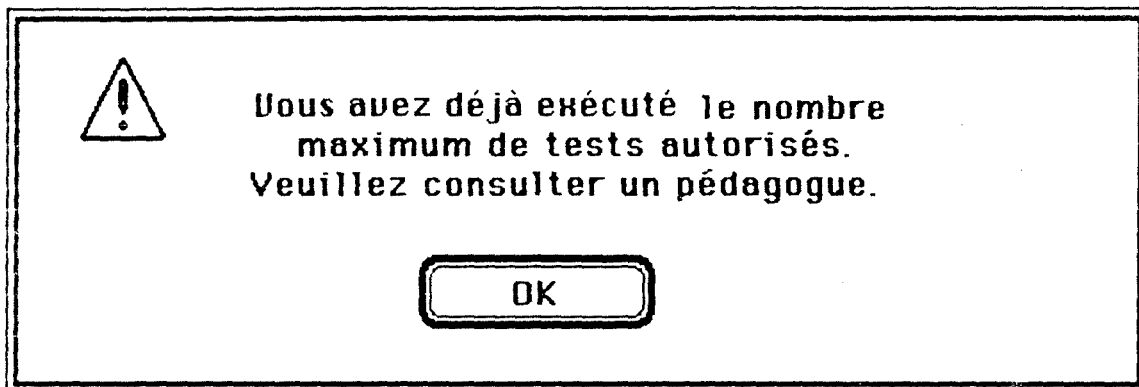 Vous avez déjà exécuté le nombre
maximum de tests autorisés.
Veuillez consulter un pédagogue.
OK